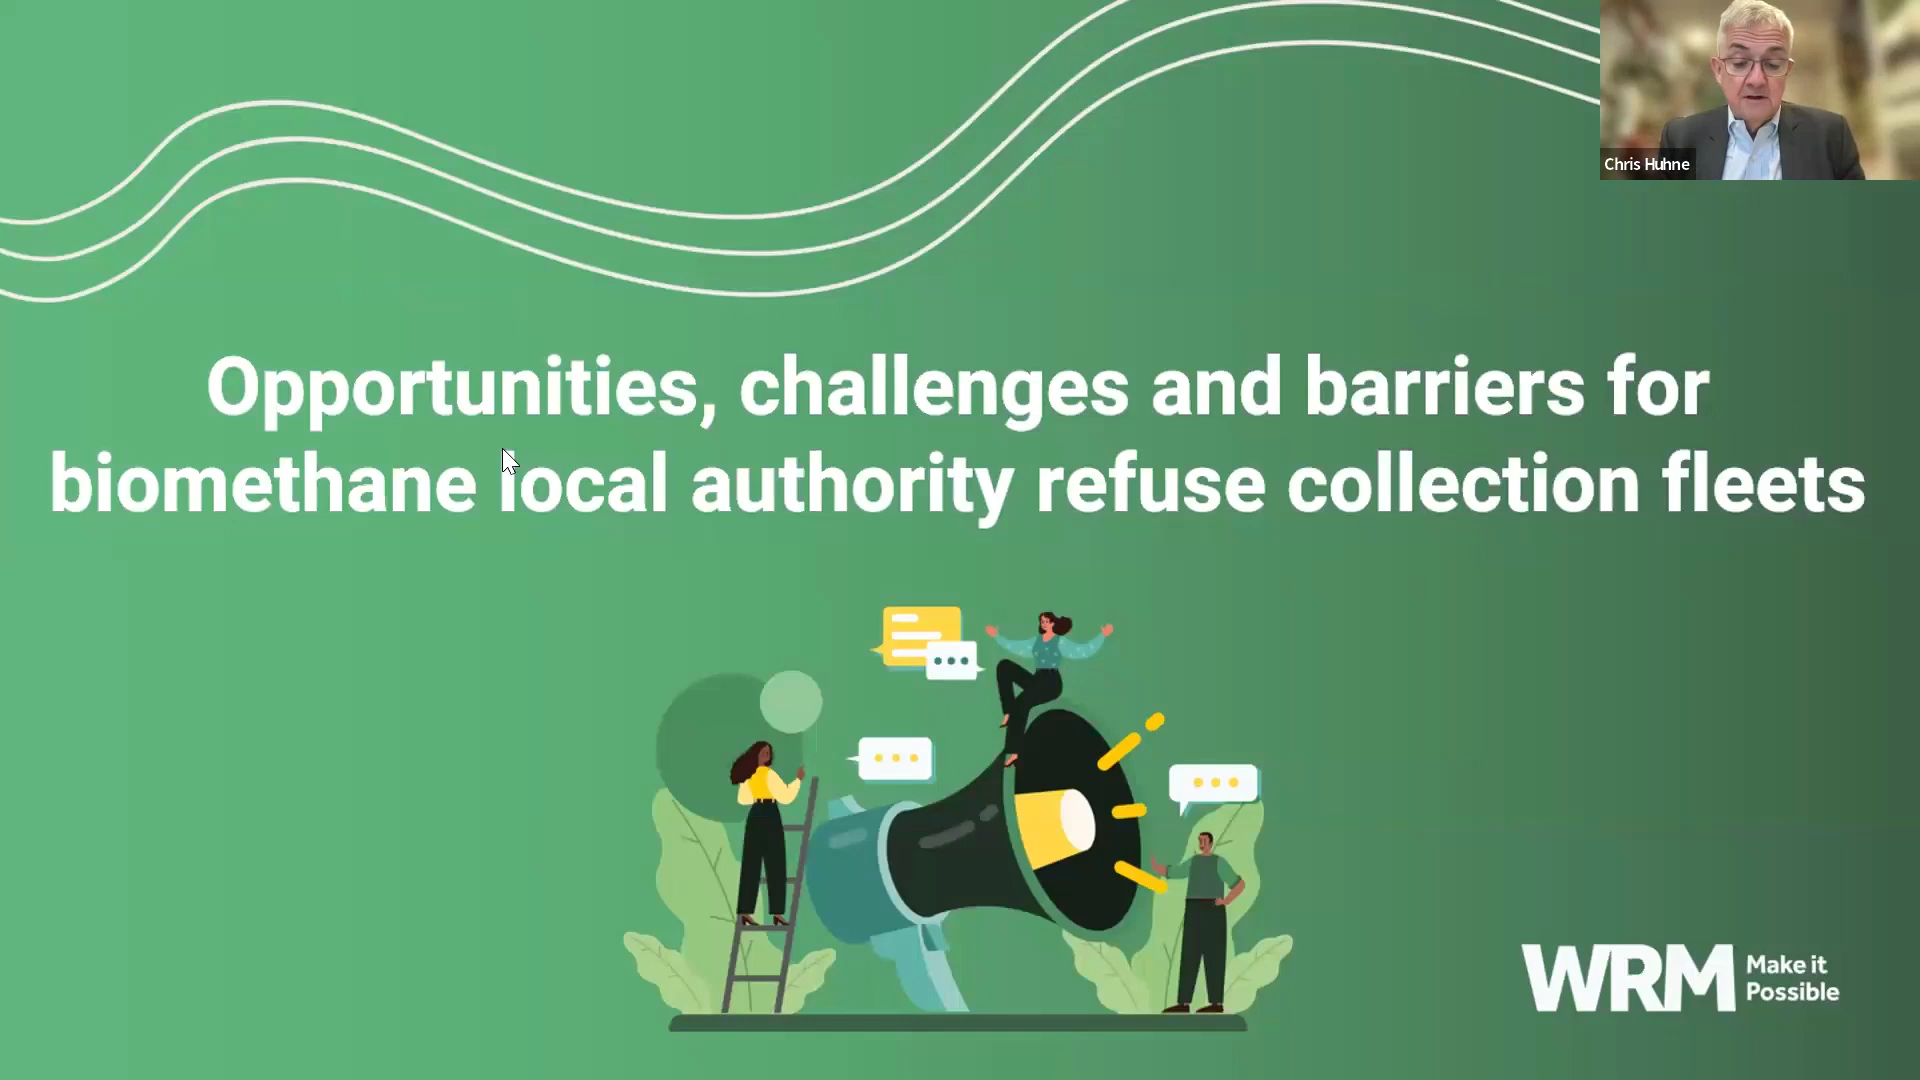 Chris Huhne
Opportunities, challenges and barriers for
biomethane local authority refuse collection fleets
WRM Make it
Possible